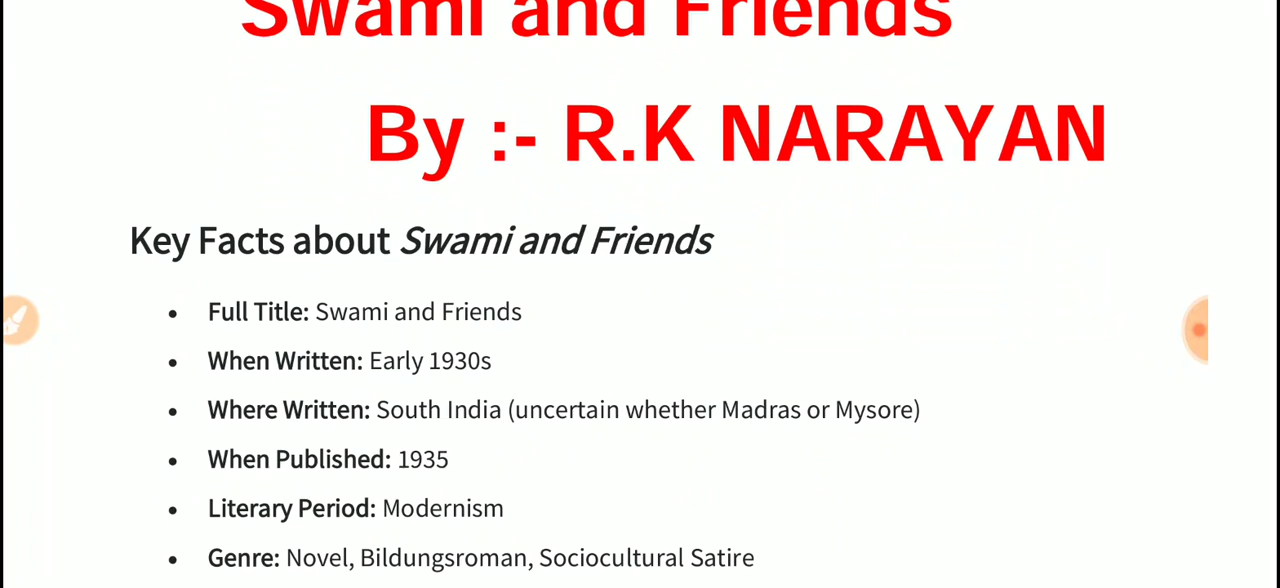 Swami and Friends
By :- R.K NARAYAN
Key Facts about Swami and Friends
• Full Title: Swami and Friends
• When Written: Early 1930s
• Where Written: South India (uncertain whether Madras or Mysore)
• When Published: 1935
• Literary Period: Modernism
• Genre: Novel, Bildungsroman, Sociocultural Satire